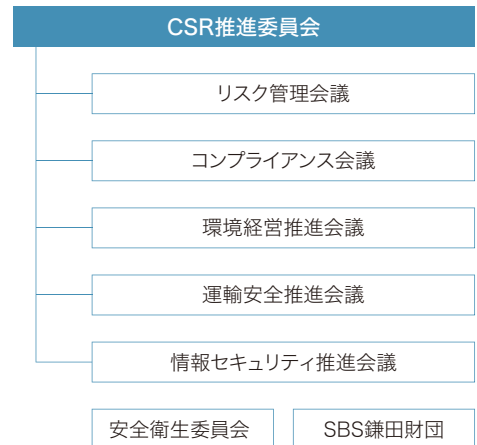 CSR推進委員会
リスク管理会議
コンプライアンス会議
環境経営推進会議
運輸安全推進会議
情報セキュリティ推進会議
安全衛生委員会 SBS鎌田財団